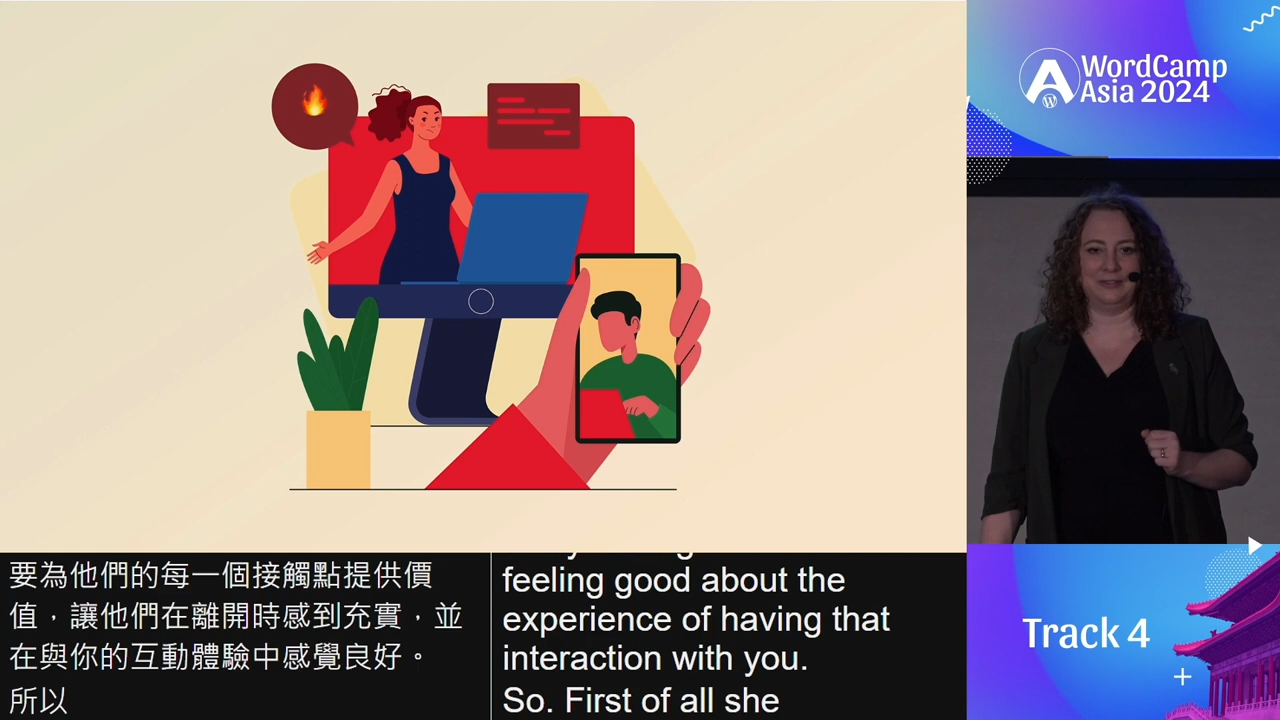 WordCamp
Asia 2024
要為他們的每一個接觸點提供價
值，讓他們在離開時感到充實，並
在與你的互動體驗中感覺良好。
所以
feeling good about the
experience of having that
interaction with you.
So. First of all she
Track 4